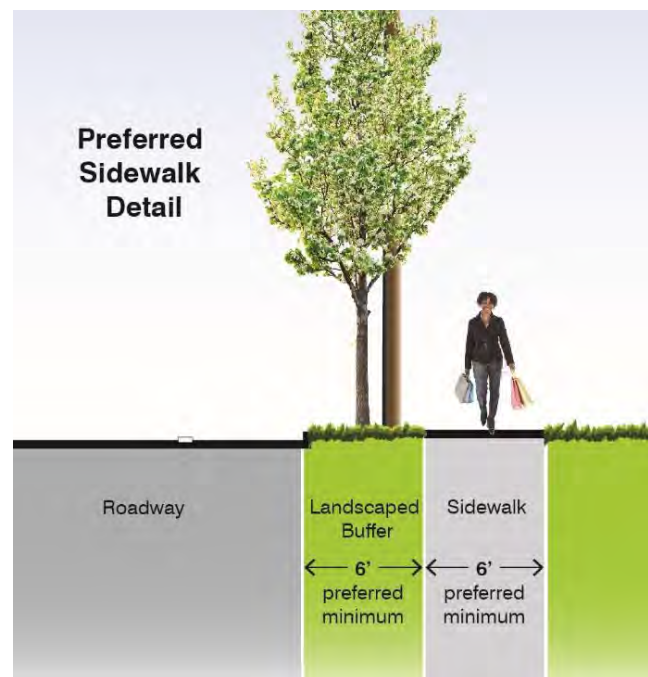 Preferred
Sidewalk
Detail
Roadway
Landscaped
Buffer
6’
preferred
minimum
Sidewalk
6’
preferred
minimum